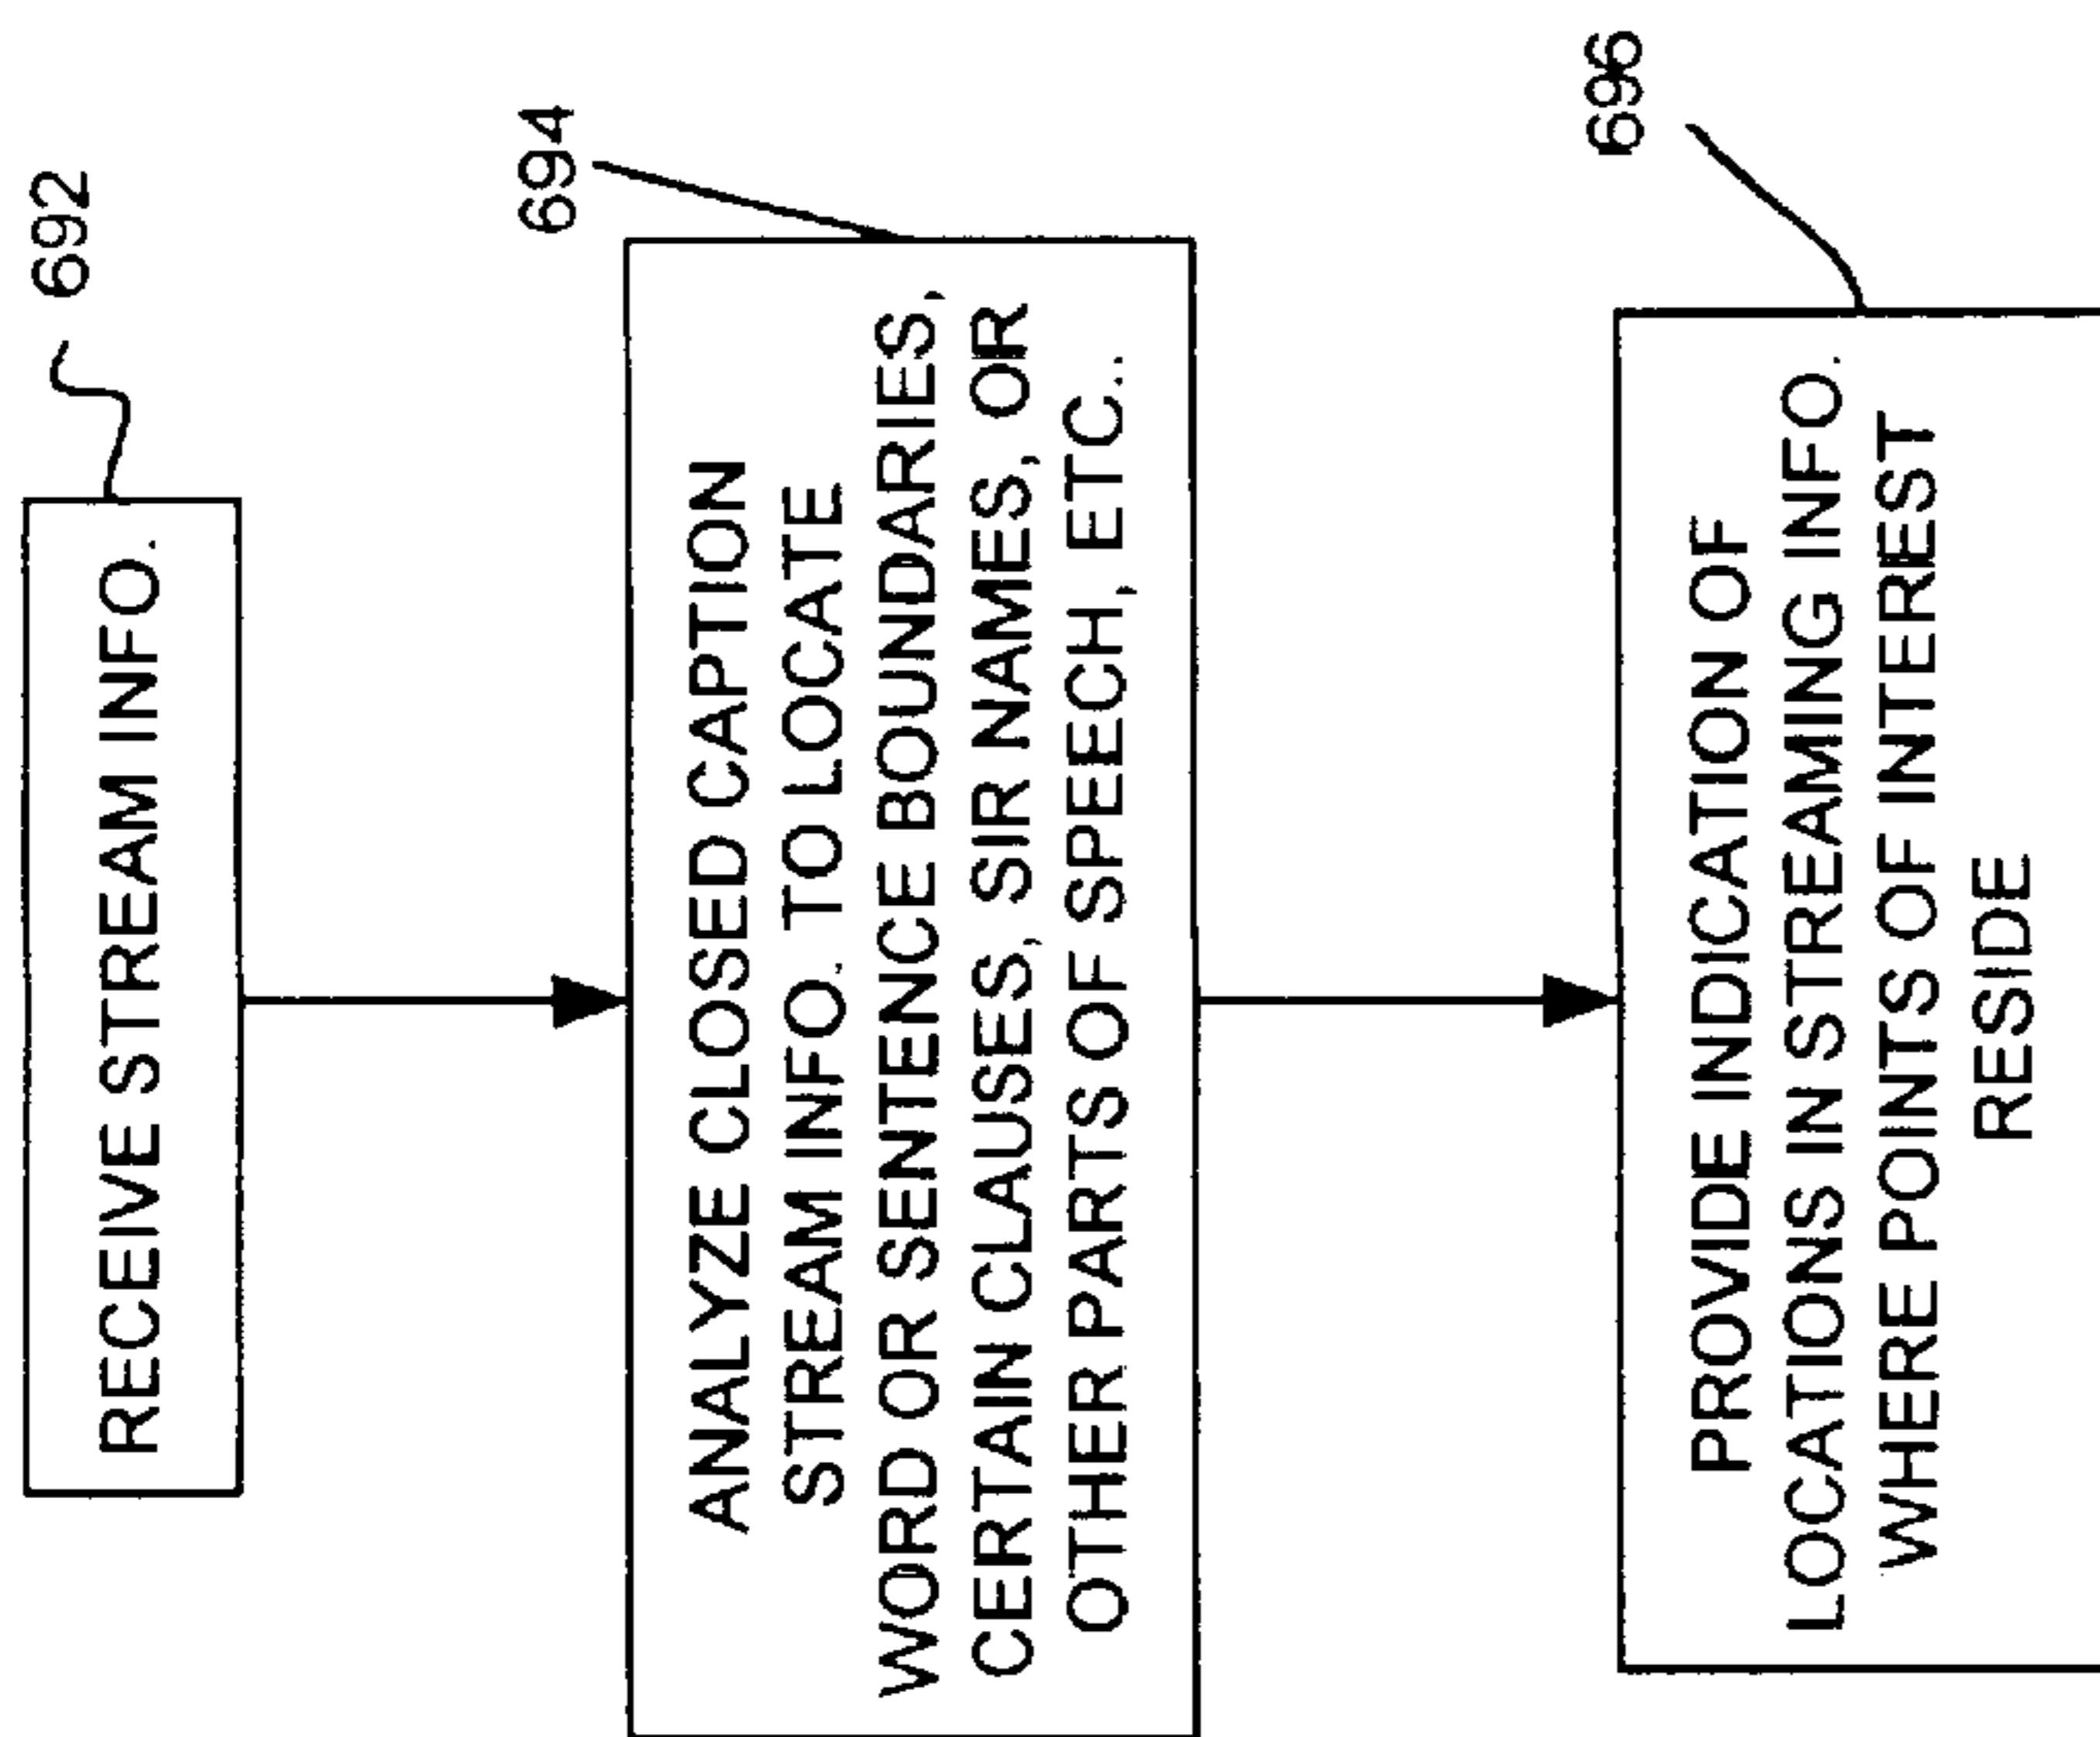 692
RECEIVE STREAM INFO.
694
ANALYZE CLOSED CAPTION
STREAM INFO. TO LOCATE
WORD OR SENTENCE BOUNDARIES,
CERTAIN CLAUSES, SIR NAMES, OR
OTHER PARTS OF SPEECH, ETC..
696
PROVIDE INDICATION OF
LOCATIONS IN STREAMING INFO.
WHERE POINTS OF INTEREST
RESIDE